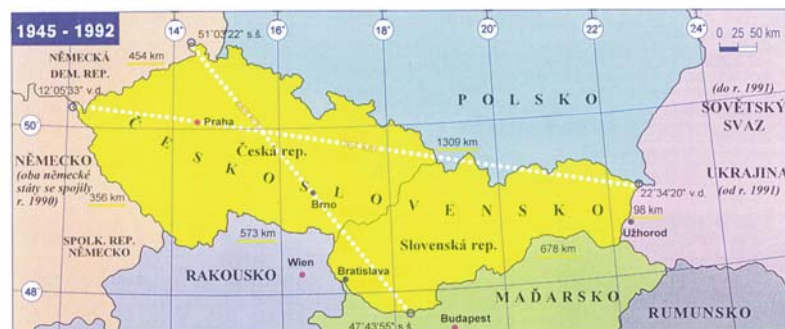 1945 - 1992
14°
16°
18°
20°
22°
24°
51°03'22" s.š.
0 25 50 km
NĚMECKÁ
DEM. REP.
454 km
12°05'33" v.d.
50
Praha
POLSKO
(do r. 1991)
SOVĚTSKÝ
SVAZ
UKRAJINA
(od r. 1991)
1309 km
Česká rep.
ČESKOSLOVENSKO
NĚMECKO
(oba německé
státy se spojily
r. 1990)
356 km
Brno
22°34'20" v.d.
98 km
Užhorod
573 km
Slovenská rep.
678 km
SPOLK. REP.
NĚMECKO
RAKOUSKO
Wien
Bratislava
48
MAĎARSKO
RUMUNSKO
47°43'55" s.š.
Budapest